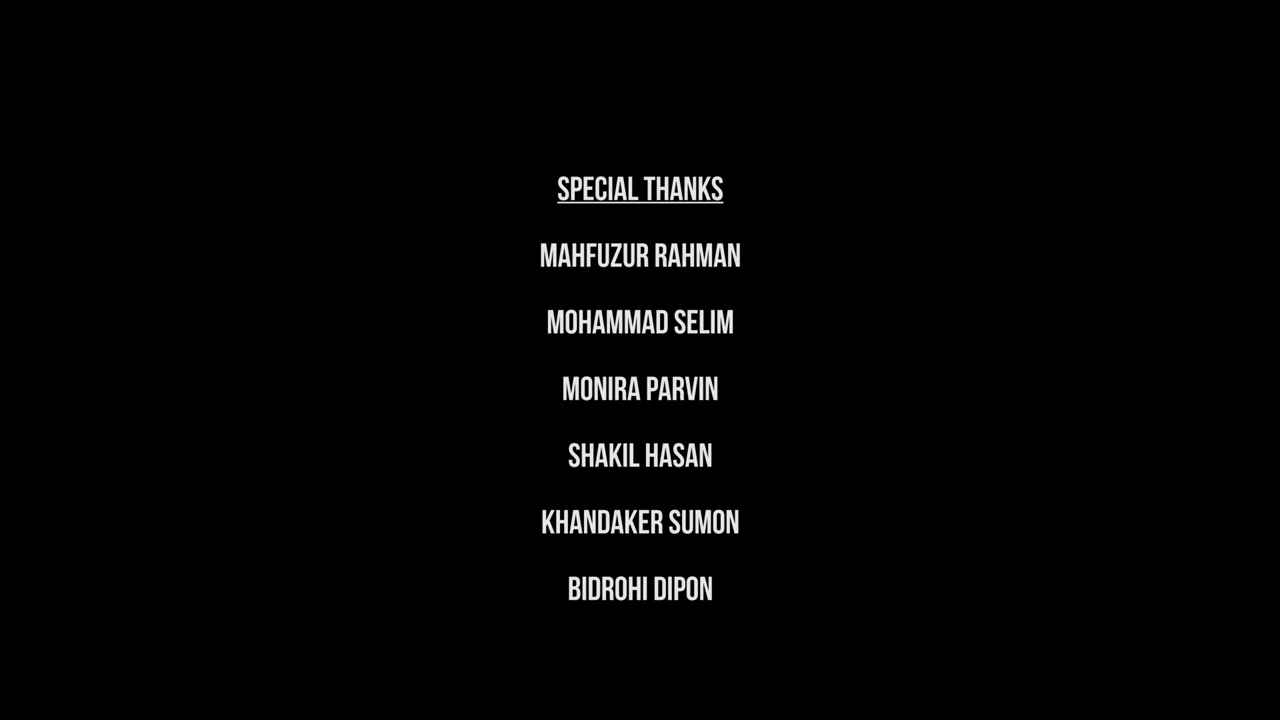 SPECIAL THANKS
MAHFUZUR RAHMAN
MOHAMMAD SELIM
MONIRA PARVIN
SHAKIL HASAN
KHANDAKER SUMON
BIDROHI DIPON